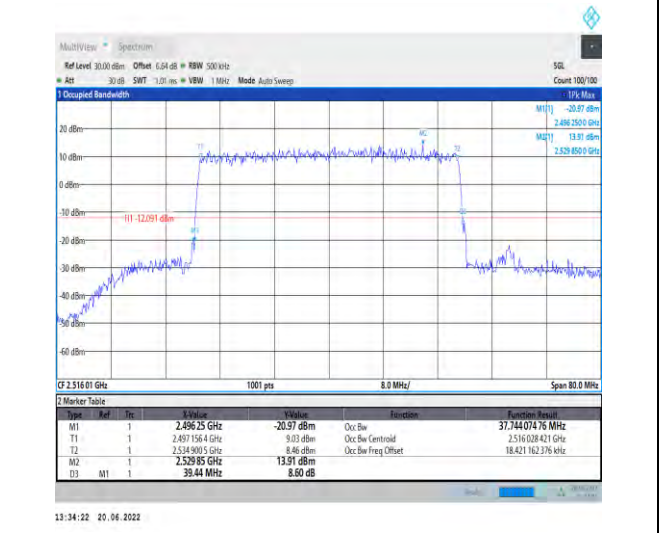 MultiView Spectrum
Ref Level 30.00 dBm Offset 6.64 dB RBW 500 kHz SGL
Att 30 dB SWT 1.01 ms VBW 1 MHz Mode Auto Sweep Count 100/100
1 Occupied Bandwidth 1Pk Max
M1[1] -20.97 dBm
2.496 250 0 GHz
M2[1] 13.91 dBm
2.529 850 0 GHz
20 dBm
M2
T1 T2
10 dBm
0 dBm
-10 dBm
H1 -12.091 dBm
M1
-20 dBm
-30 dBm
-40 dBm
-50 dBm
-60 dBm
CF 2.516 01 GHz 1001 pts 8.0 MHz/ Span 80.0 MHz
2 Marker Table
Type Ref Trc X-Value Y-Value Function Function Result
M1 1 2.496 25 GHz -20.97 dBm Occ Bw 37.744 074 76 MHz
T1 1 2.497 156 4 GHz 9.03 dBm Occ Bw Centroid 2.516 028 421 GHz
T2 1 2.534 900 5 GHz 8.46 dBm Occ Bw Freq Offset 18.421 162 376 kHz
M2 1 2.529 85 GHz 13.91 dBm
D3 M1 1 39.44 MHz 8.60 dB
13:34:22 20.06.2022